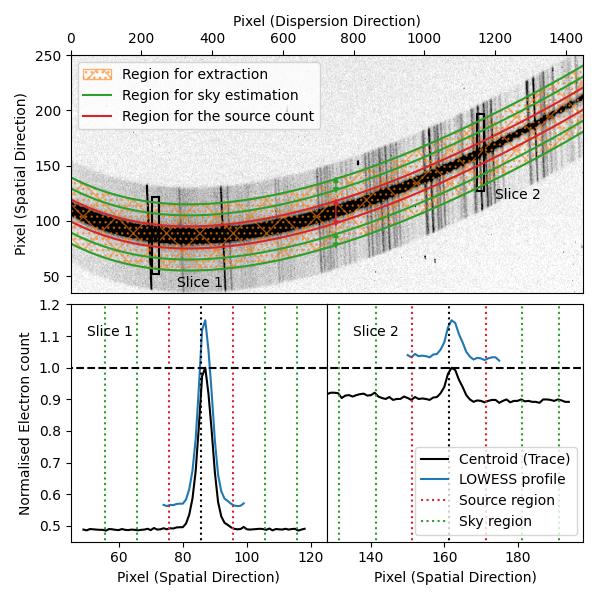 Pixel (Dispersion Direction)
0 200 400 600 800 1000 1200 1400
Pixel (Spatial Direction)
250
200
150
100
50
Region for extraction
Region for sky estimation
Region for the source count
Slice 1
Slice 2
Normalised Electron count
1.2
1.1
1.0
0.9
0.8
0.7
0.6
0.5
Slice 1
Slice 2
Centroid (Trace)
LOWESS profile
Source region
Sky region
60 80 100 120 140 160 180
Pixel (Spatial Direction) Pixel (Spatial Direction)